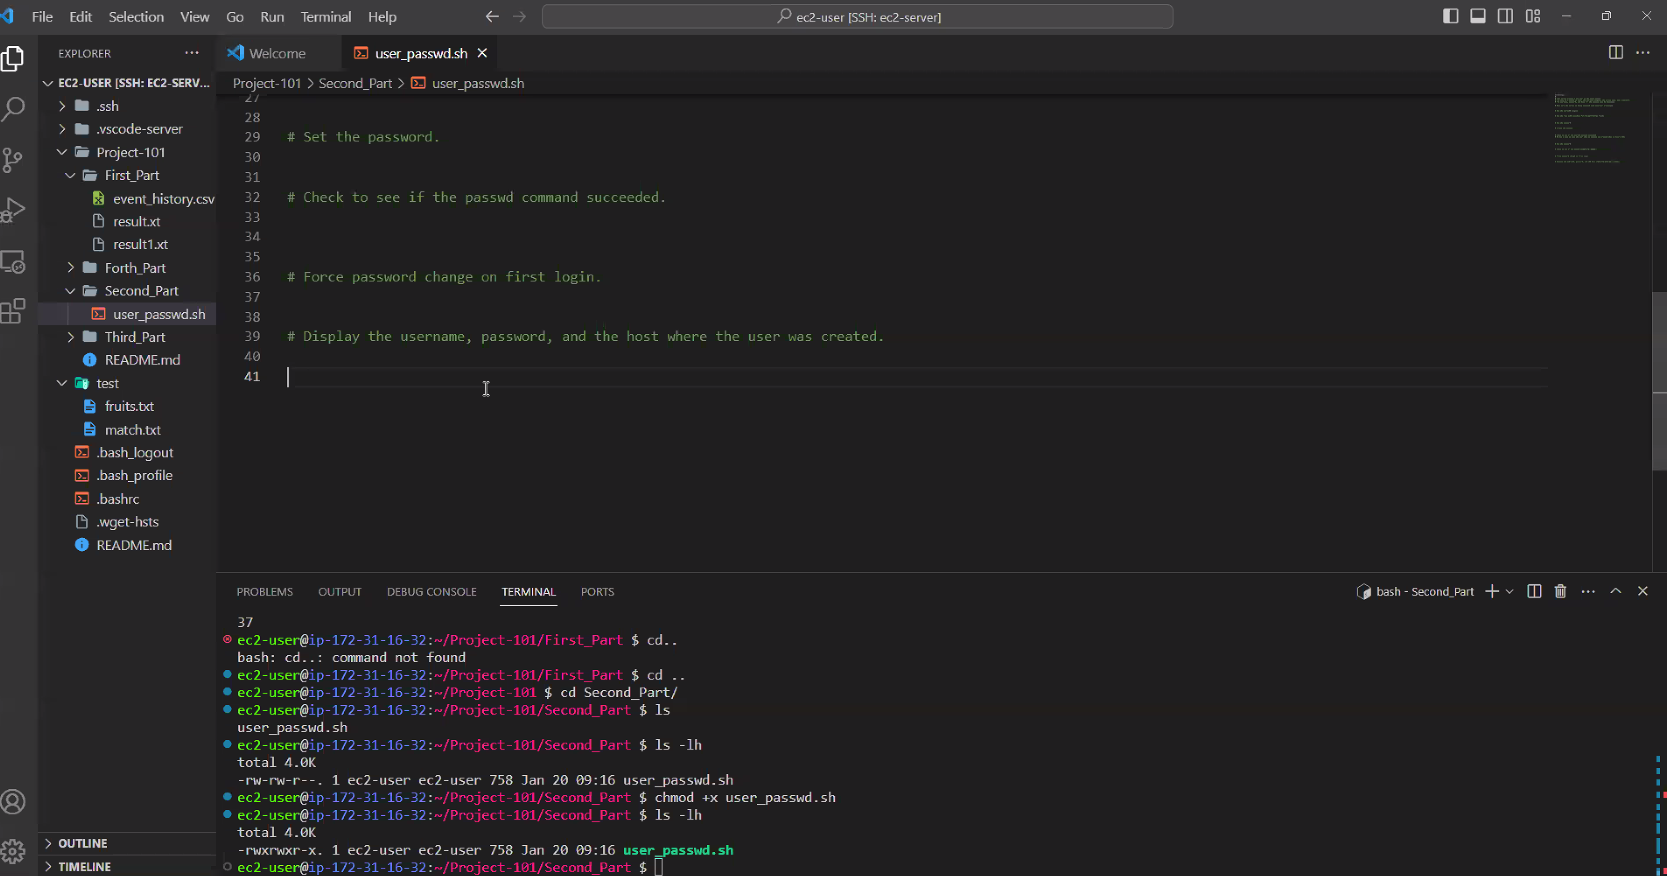 File Edit Selection View Go Run Terminal Help
ec2-user [SSH: ec2-server]
EXPLORER
EC2-USER [SSH: EC2-SERV...
.ssh
.vscode-server
Project-101
First_Part
event_history.csv
result.xt
result1.xt
Forth_Part
Second_Part
user_passwd.sh
Third_Part
README.md
test
fruits.txt
match.txt
.bash_logout
.bash_profile
.bashrc
.wget-hsts
README.md
OUTLINE
TIMELINE
Welcome user_passwd.sh
Project-101 > Second_Part > user_passwd.sh
27
28
29 # Set the password.
30
31
32 # Check to see if the passwd command succeeded.
33
34
35
36 # Force password change on first login.
37
38
39 # Display the username, password, and the host where the user was created.
40
41
PROBLEMS OUTPUT DEBUG CONSOLE TERMINAL PORTS
bash - Second_Part
37
ec2-user@ip-172-31-16-32:~/Project-101/First_Part $ cd..
bash: cd..: command not found
ec2-user@ip-172-31-16-32:~/Project-101/First_Part $ cd ..
ec2-user@ip-172-31-16-32:~/Project-101 $ cd Second_Part/
ec2-user@ip-172-31-16-32:~/Project-101/Second_Part $ ls
user_passwd.sh
ec2-user@ip-172-31-16-32:~/Project-101/Second_Part $ ls -lh
total 4.0K
-rw-rw-r--. 1 ec2-user ec2-user 758 Jan 20 09:16 user_passwd.sh
ec2-user@ip-172-31-16-32:~/Project-101/Second_Part $ chmod +x user_passwd.sh
ec2-user@ip-172-31-16-32:~/Project-101/Second_Part $ ls -lh
total 4.0K
-rwxrwxr-x. 1 ec2-user ec2-user 758 Jan 20 09:16 user_passwd.sh
ec2-user@ip-172-31-16-32:~/Project-101/Second_Part $